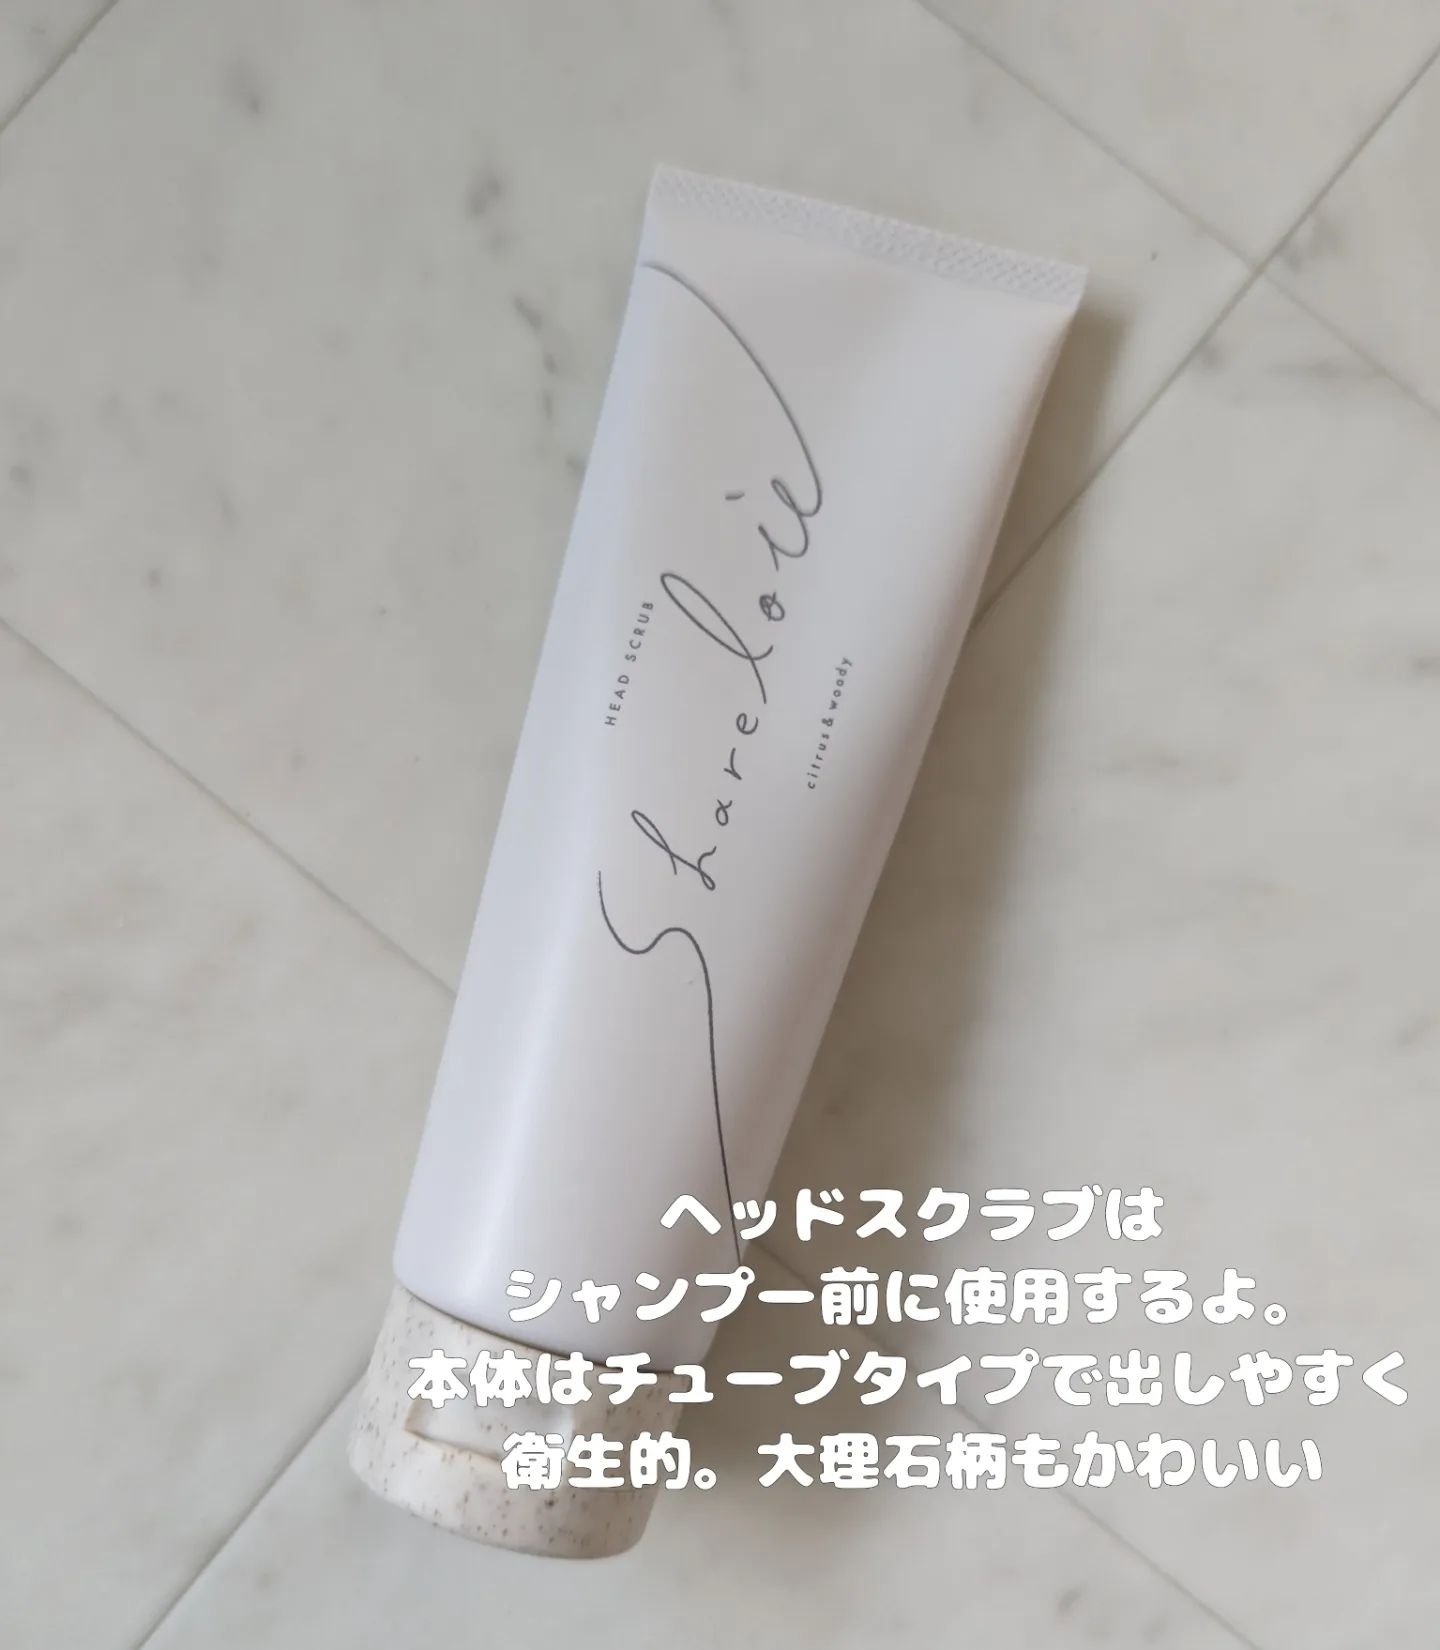 HEAD SCRUB
Shareloir
citrus & woody
ヘッドスクラブは
シャンプー前に使用するよ。
本体はチューブタイプで出しやすく
衛生的。大理石柄もかわいい